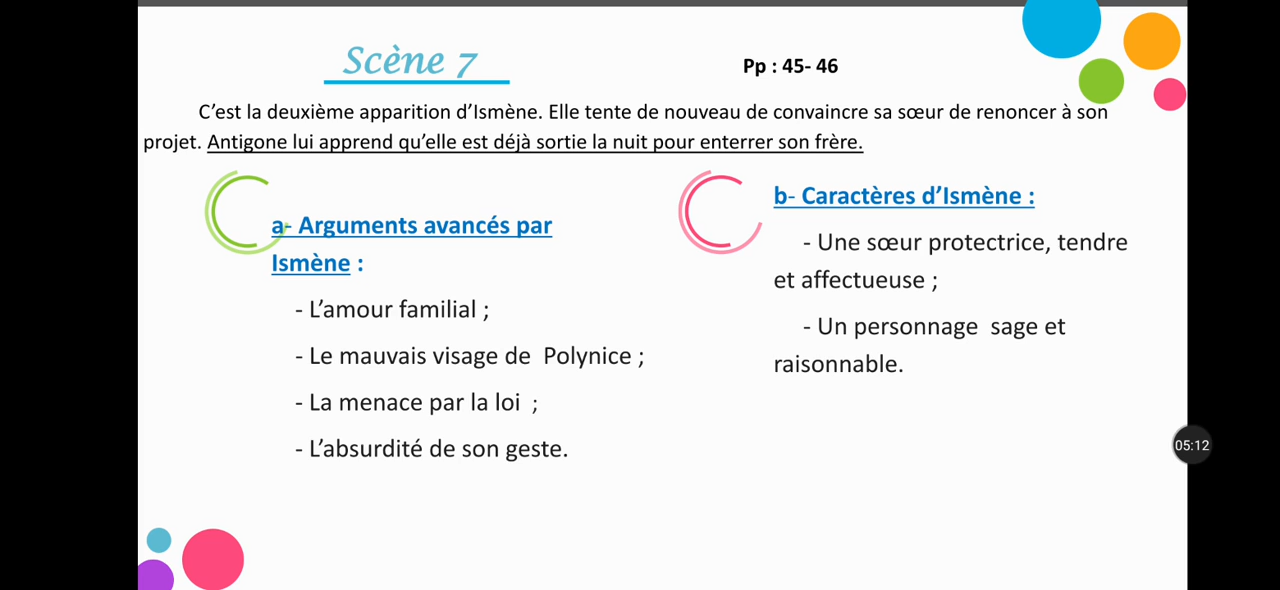 Scène 7
Pp : 45- 46
C'est la deuxième apparition d'Ismène. Elle tente de nouveau de convaincre sa sœur de renoncer à son
projet. Antigone lui apprend qu'elle est déjà sortie la nuit pour enterrer son frère.
a- Arguments avancés par
Ismène :
- L'amour familial ;
- Le mauvais visage de Polynice ;
- La menace par la loi ;
- L'absurdité de son geste.
b- Caractères d'Ismène :
- Une sœur protectrice, tendre
et affectueuse ;
- Un personnage sage et
raisonnable.
05:12